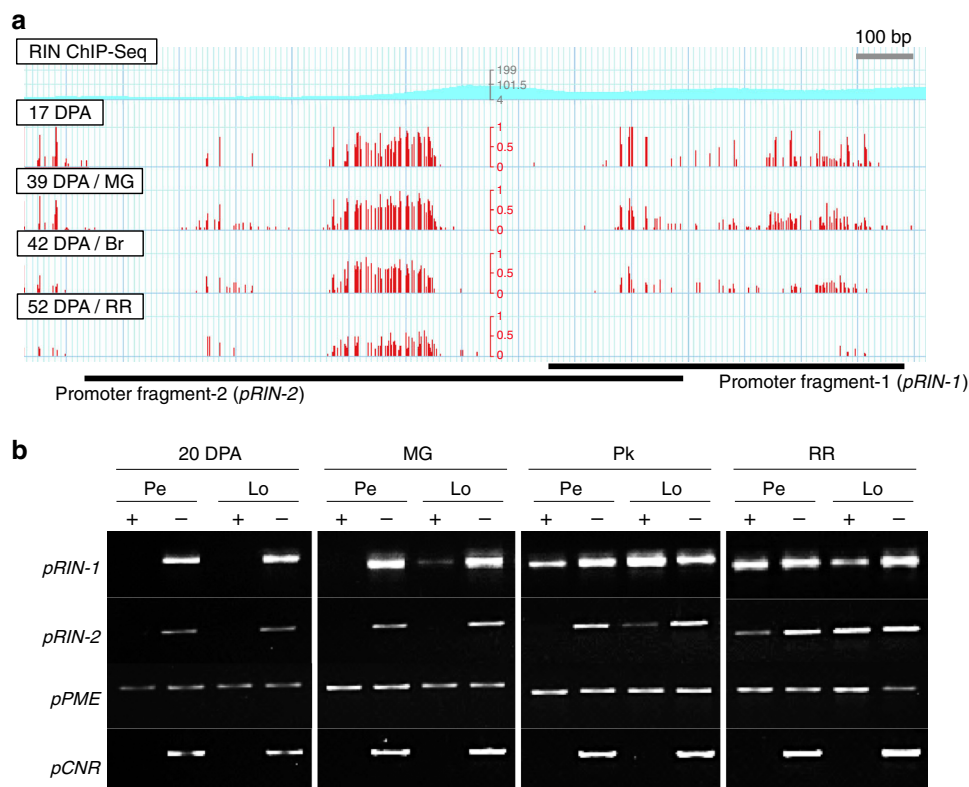 a
RIN ChIP-Seq
100 bp
199
101.5
4
17 DPA
1
0.5
0
39 DPA / MG
1
0.5
0
42 DPA / Br
1
0.5
0
52 DPA / RR
1
0.5
0
Promoter fragment-2 (pRIN-2)
Promoter fragment-1 (pRIN-1)
b
20 DPA MG Pk RR
Pe Lo Pe Lo Pe Lo Pe Lo
+ − + − + − + − + − + − + − + −
pRIN-1
pRIN-2
pPME
pCNR